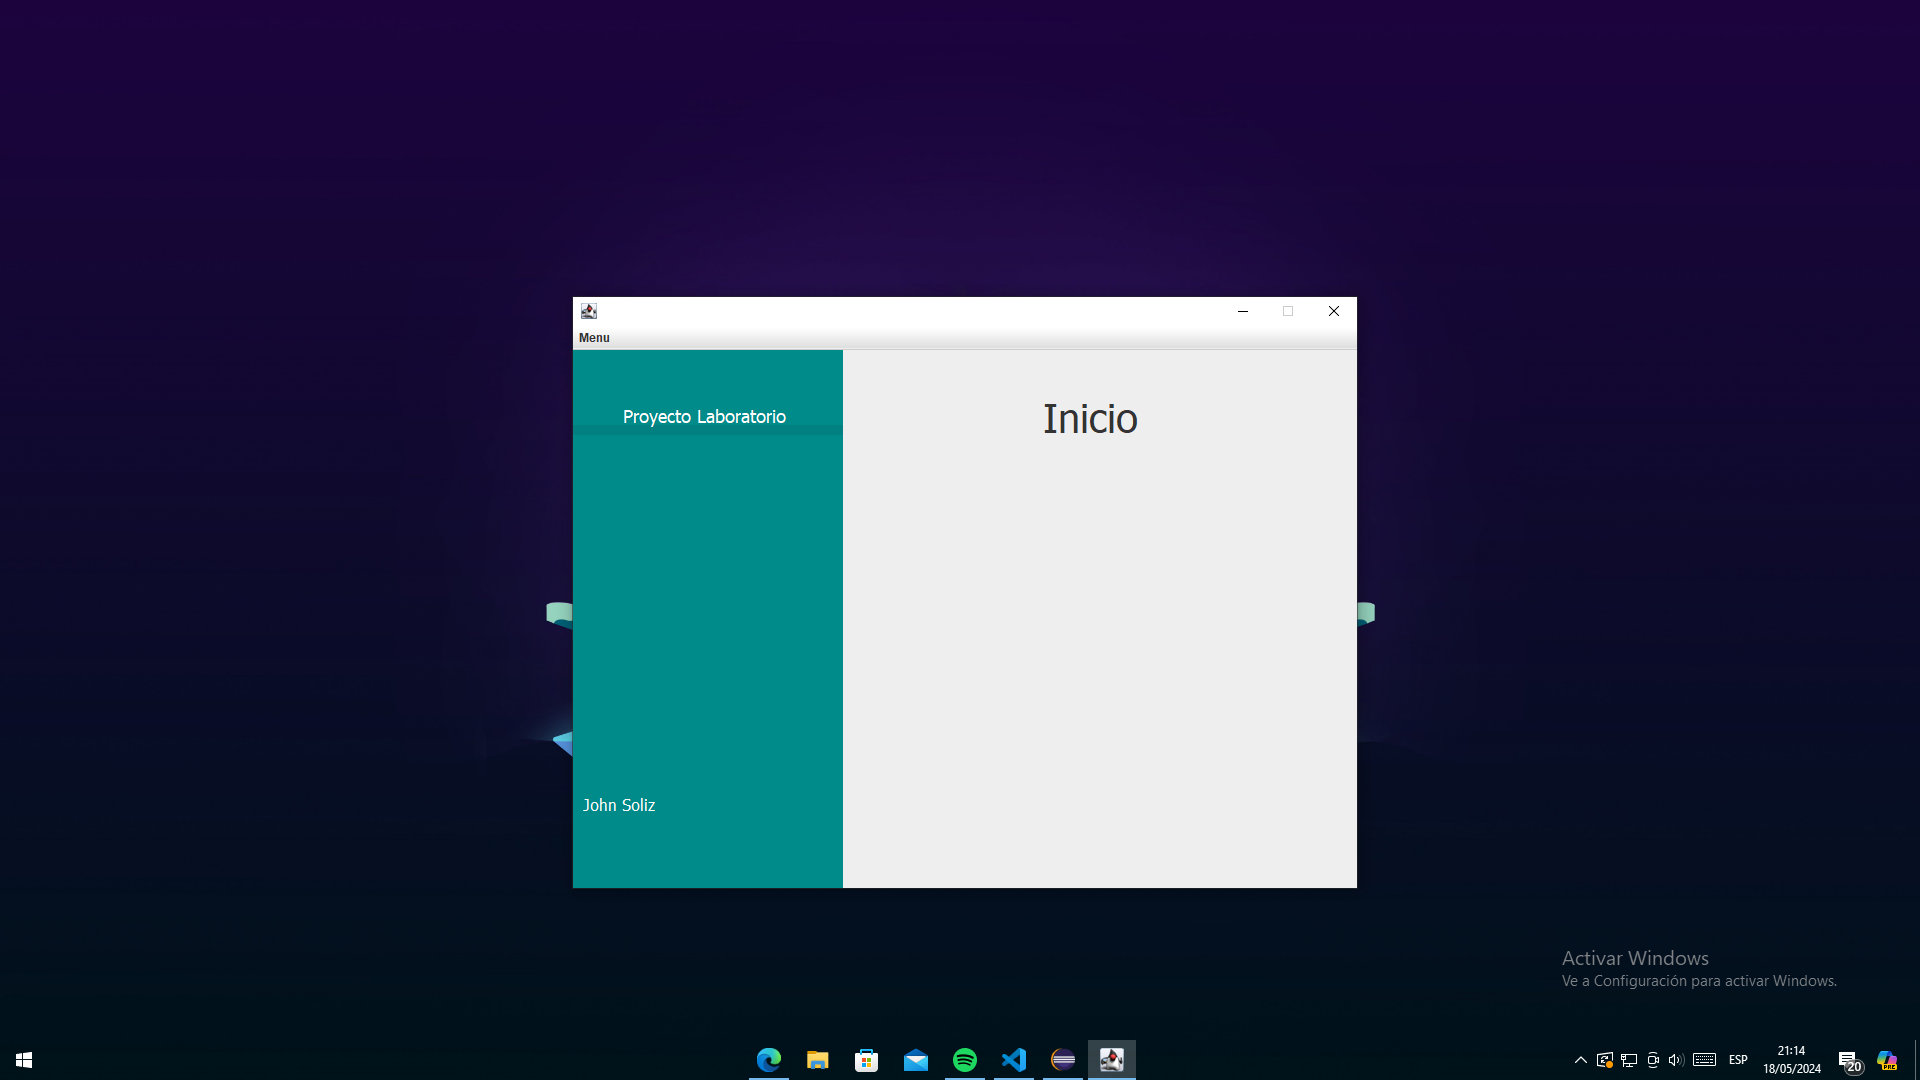 Menu
Proyecto Laboratorio
Inicio
John Soliz
Activar Windows
Ve a Configuración para activar Windows.
ESP
21:14
18/05/2024
20
PRE